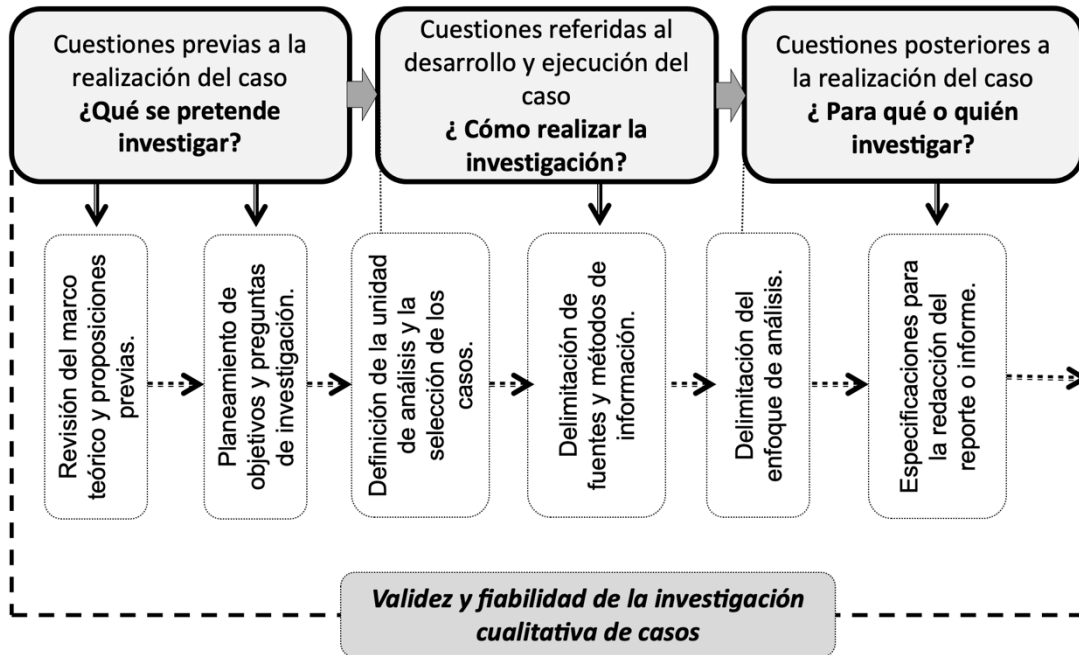 Cuestiones previas a la
realización del caso
¿Qué se pretende
investigar?
Cuestiones referidas al
desarrollo y ejecución del
caso
¿ Cómo realizar la
investigación?
Cuestiones posteriores a
la realización del caso
¿ Para qué o quién
investigar?
Revisión del marco
teórico y proposiciones
previas.
Planeamiento de
objetivos y preguntas
de investigación.
Definición de la unidad
de análisis y la
selección de los
casos.
Delimitación de
fuentes y métodos de
información.
Delimitación del
enfoque de análisis.
Especificaciones para
la redacción del
reporte o informe.
Validez y fiabilidad de la investigación
cualitativa de casos